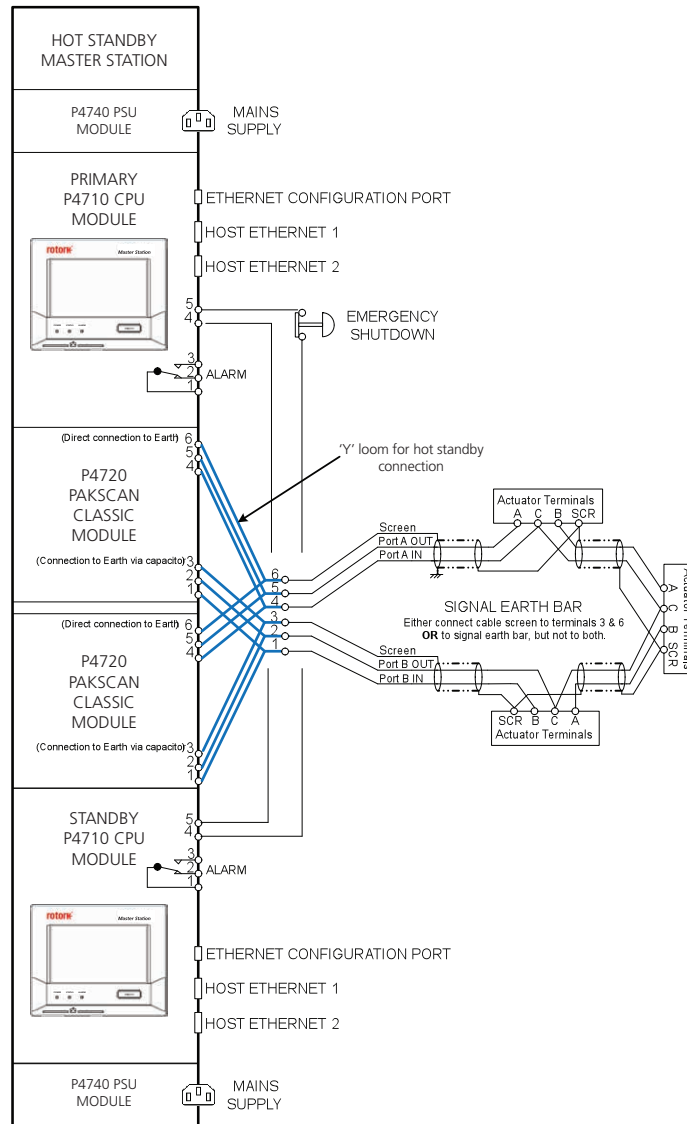 HOT STANDBY
MASTER STATION
P4740 PSU
MODULE
MAINS
SUPPLY
PRIMARY
P4710 CPU
MODULE
rotork
Master Station
ETHERNET CONFIGURATION PORT
HOST ETHERNET 1
HOST ETHERNET 2
5
4
EMERGENCY
SHUTDOWN
3
2
1
ALARM
(Direct connection to Earth)
6
5
4
P4720
PAKSCAN
CLASSIC
MODULE
(Connection to Earth via capacitor)
3
2
1
'Y' loom for hot standby
connection
(Direct connection to Earth)
6
5
4
P4720
PAKSCAN
CLASSIC
MODULE
(Connection to Earth via capacitor)
3
2
1
6
5
4
3
2
1
Screen
Port A OUT
Port A IN
Actuator Terminals
A C B SCR
SIGNAL EARTH BAR
Either connect cable screen to terminals 3 & 6
OR to signal earth bar, but not to both.
Screen
Port B OUT
Port B IN
SCR B C A
Actuator Terminals
A C B SCR
Actuator Terminals
STANDBY
P4710 CPU
MODULE
5
4
3
2
1
ALARM
rotork
Master Station
ETHERNET CONFIGURATION PORT
HOST ETHERNET 1
HOST ETHERNET 2
P4740 PSU
MODULE
MAINS
SUPPLY